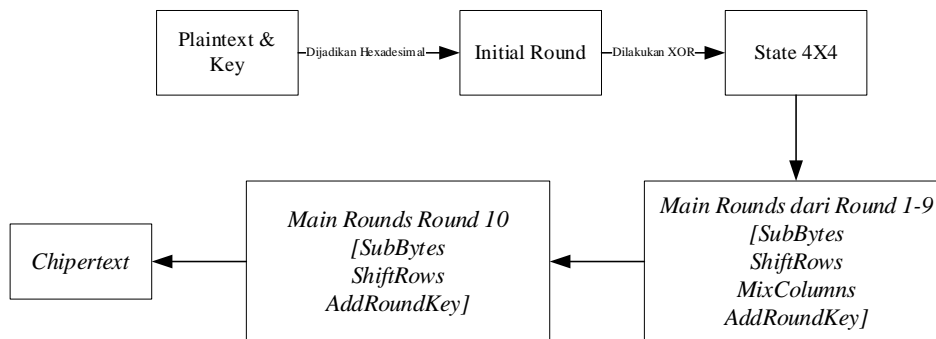 Plaintext &
Key
Dijadikan Hexadesimal
Initial Round
Dilakukan XOR
State 4X4
Main Rounds dari Round 1-9
[SubBytes
ShiftRows
MixColumns
AddRoundKey]
Main Rounds Round 10
[SubBytes
ShiftRows
AddRoundKey]
Chipertext